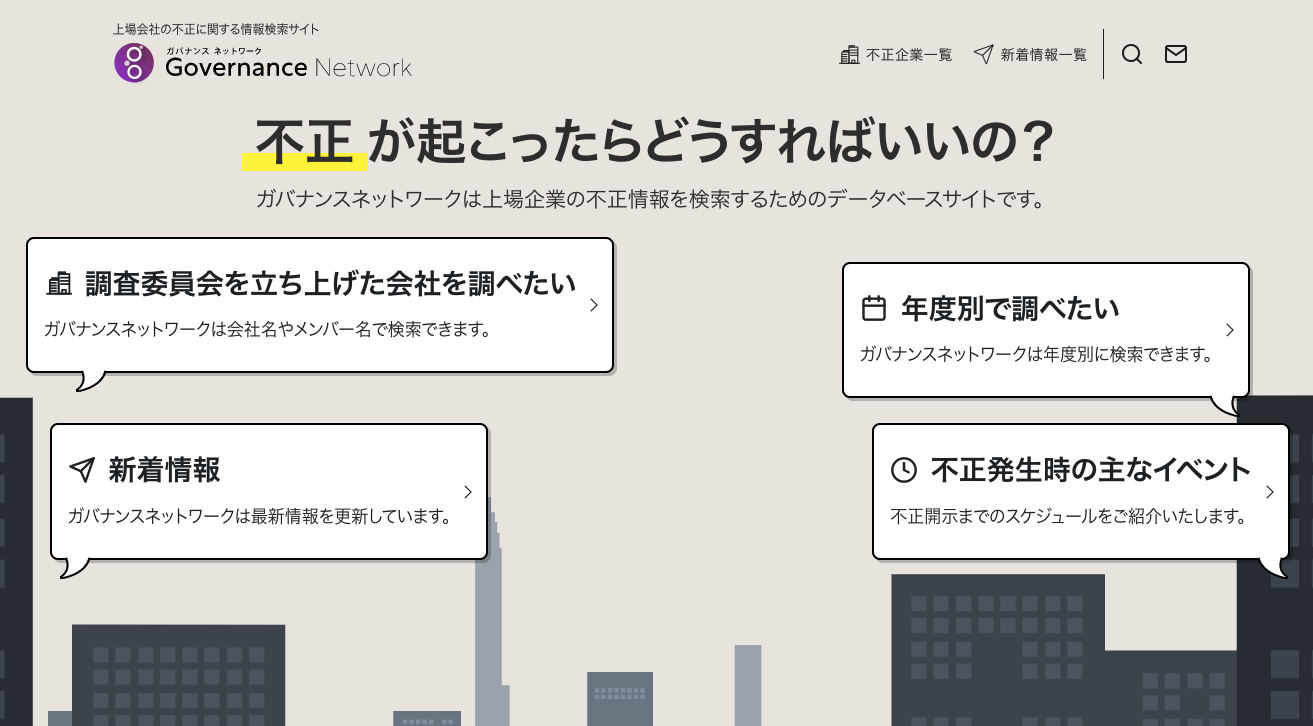 上場会社の不正に関する情報検索サイト
ガバナンス ネットワーク
Governance Network
不正企業一覧
新着情報一覧
不正が起こったらどうすればいいの？
ガバナンスネットワークは上場企業の不正情報を検索するためのデータベースサイトです。
調査委員会を立ち上げた会社を調べたい
ガバナンスネットワークは会社名やメンバー名で検索できます。
年度別で調べたい
ガバナンスネットワークは年度別に検索できます。
新着情報
ガバナンスネットワークは最新情報を更新しています。
不正発生時の主なイベント
不正開示までのスケジュールをご紹介いたします。